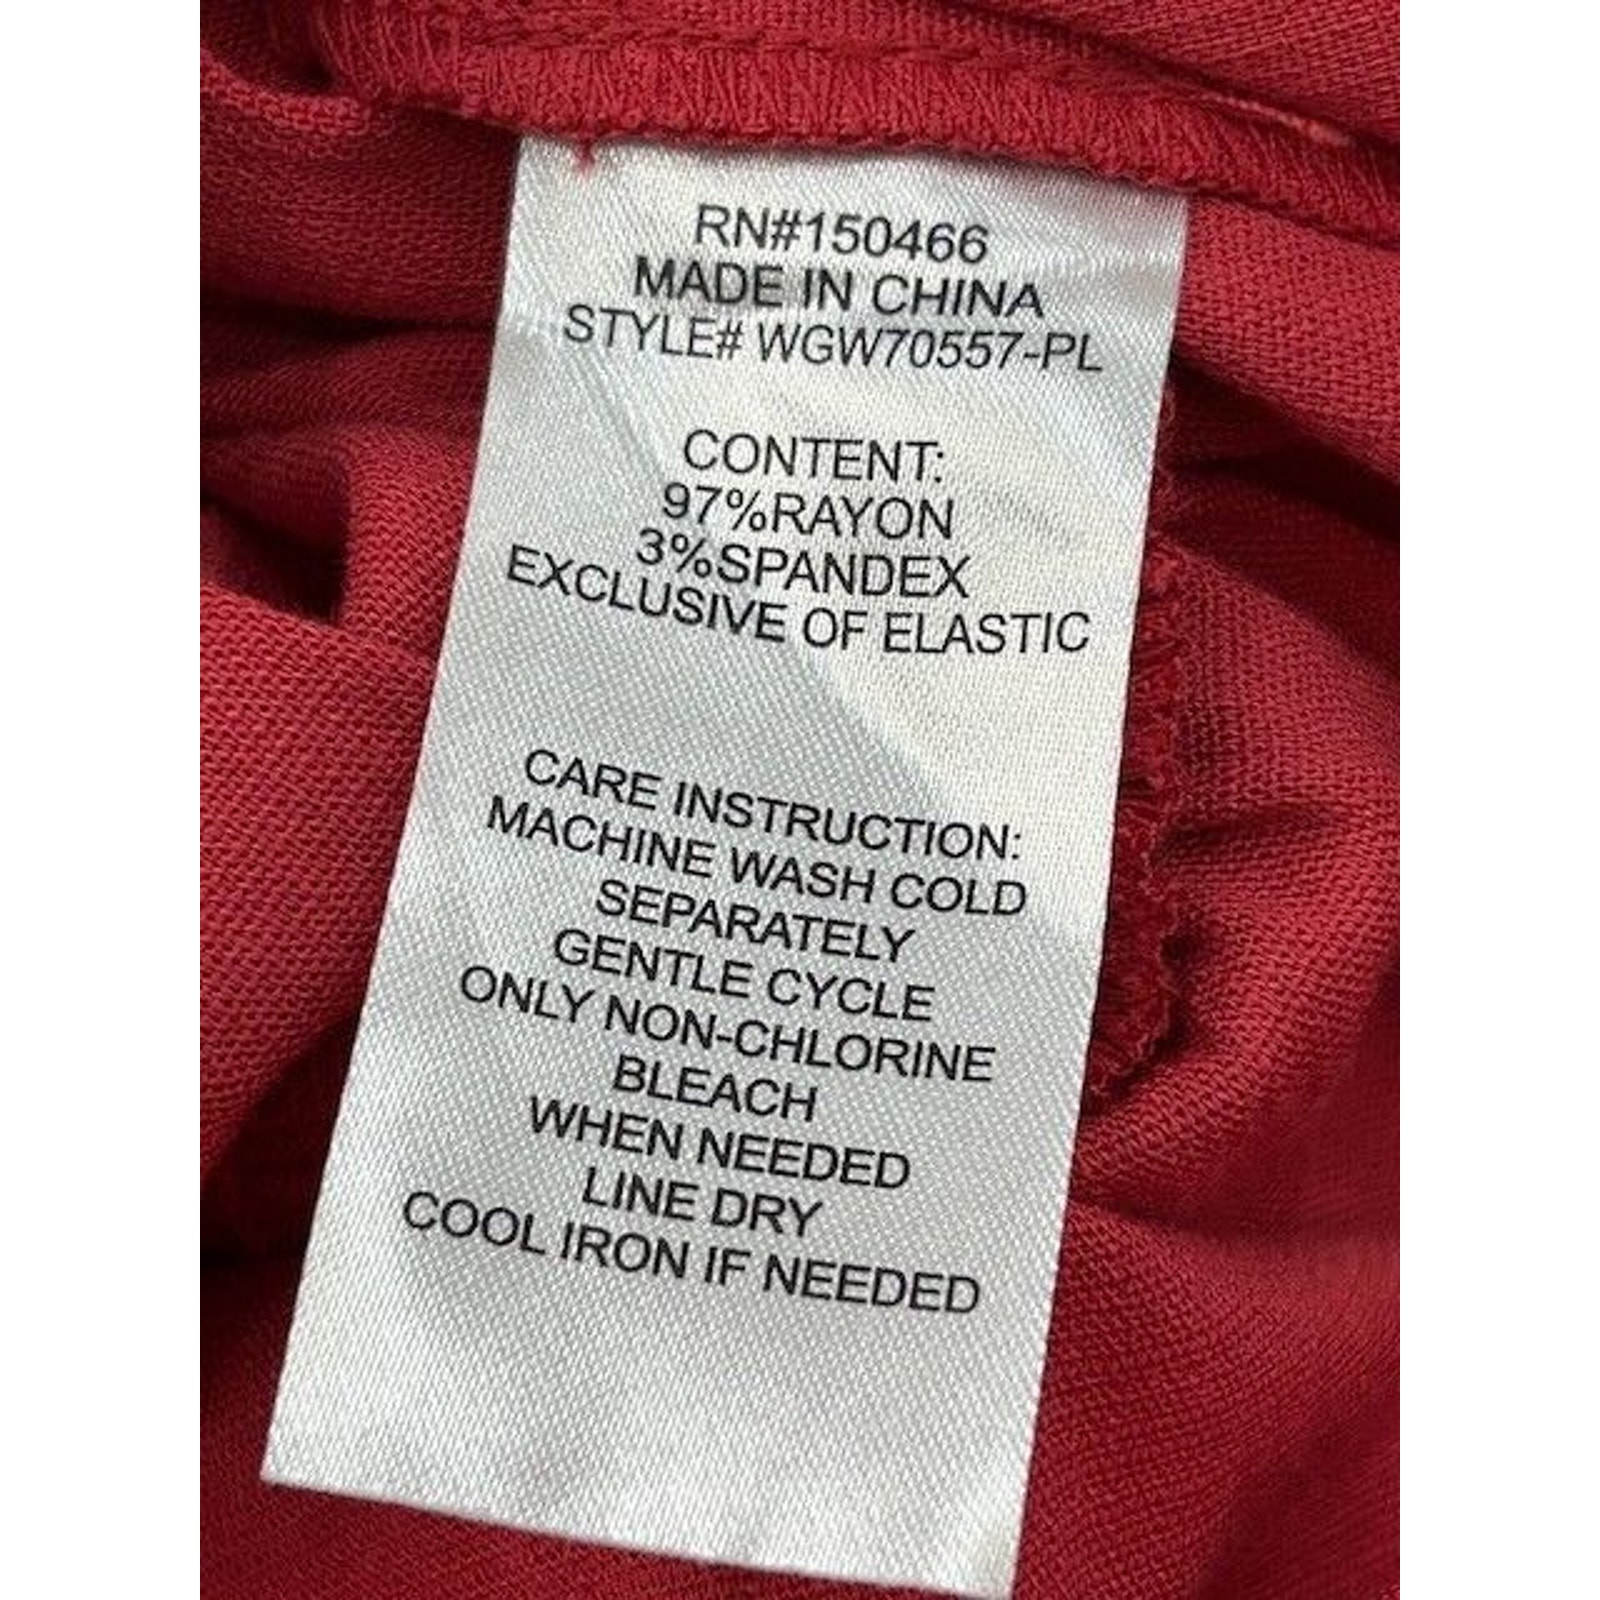 RN#150466
MADE IN CHINA
STYLE# WGW70557-PL
CONTENT:
97%RAYON
3%SPANDEX
EXCLUSIVE OF ELASTIC
CARE INSTRUCTION:
MACHINE WASH COLD
SEPARATELY
GENTLE CYCLE
ONLY NON-CHLORINE
BLEACH
WHEN NEEDED
LINE DRY
COOL IRON IF NEEDED